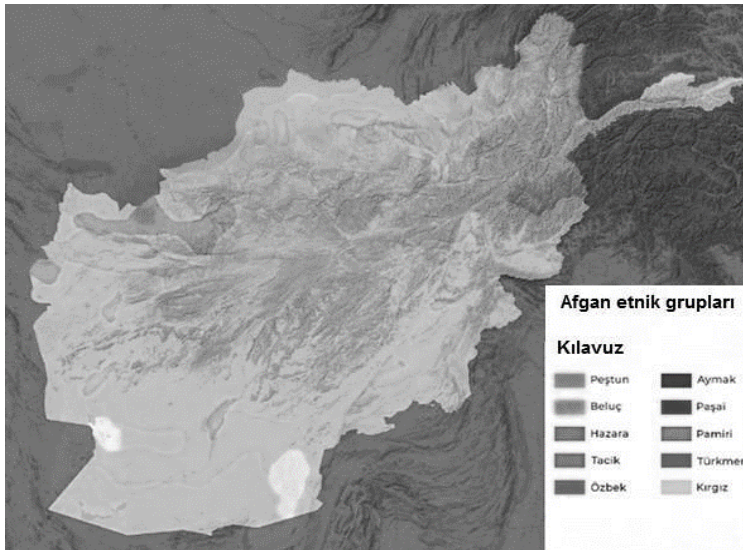 Afgan etnik grupları
Kılavuz
Peştun
Beluç
Hazara
Tacik
Özbek
Aymak
Paşai
Pamiri
Türkmen
Kırgız